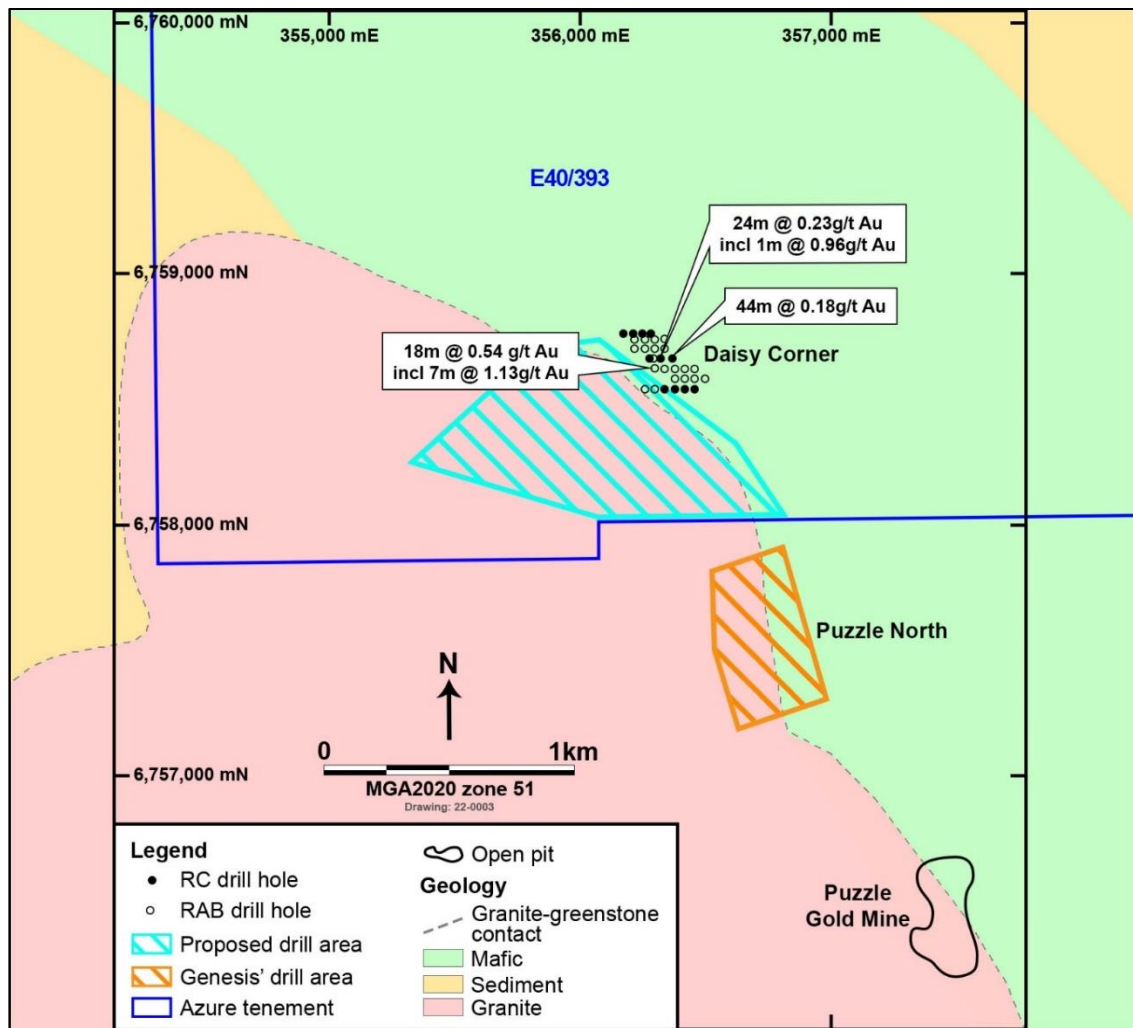 6,760,000 mN
355,000 mE
356,000 mE
357,000 mE
E40/393
24m @ 0.23g/t Au
incl 1m @ 0.96g/t Au
6,759,000 mN
44m @ 0.18g/t Au
18m @ 0.54 g/t Au
incl 7m @ 1.13g/t Au
Daisy Corner
6,758,000 mN
Puzzle North
N
0 1km
6,757,000 mN
MGA2020 zone 51
Drawing: 22-0003
Legend
RC drill hole
RAB drill hole
Proposed drill area
Genesis' drill area
Azure tenement
Open pit
Geology
Granite-greenstone
contact
Mafic
Sediment
Granite
Puzzle
Gold Mine